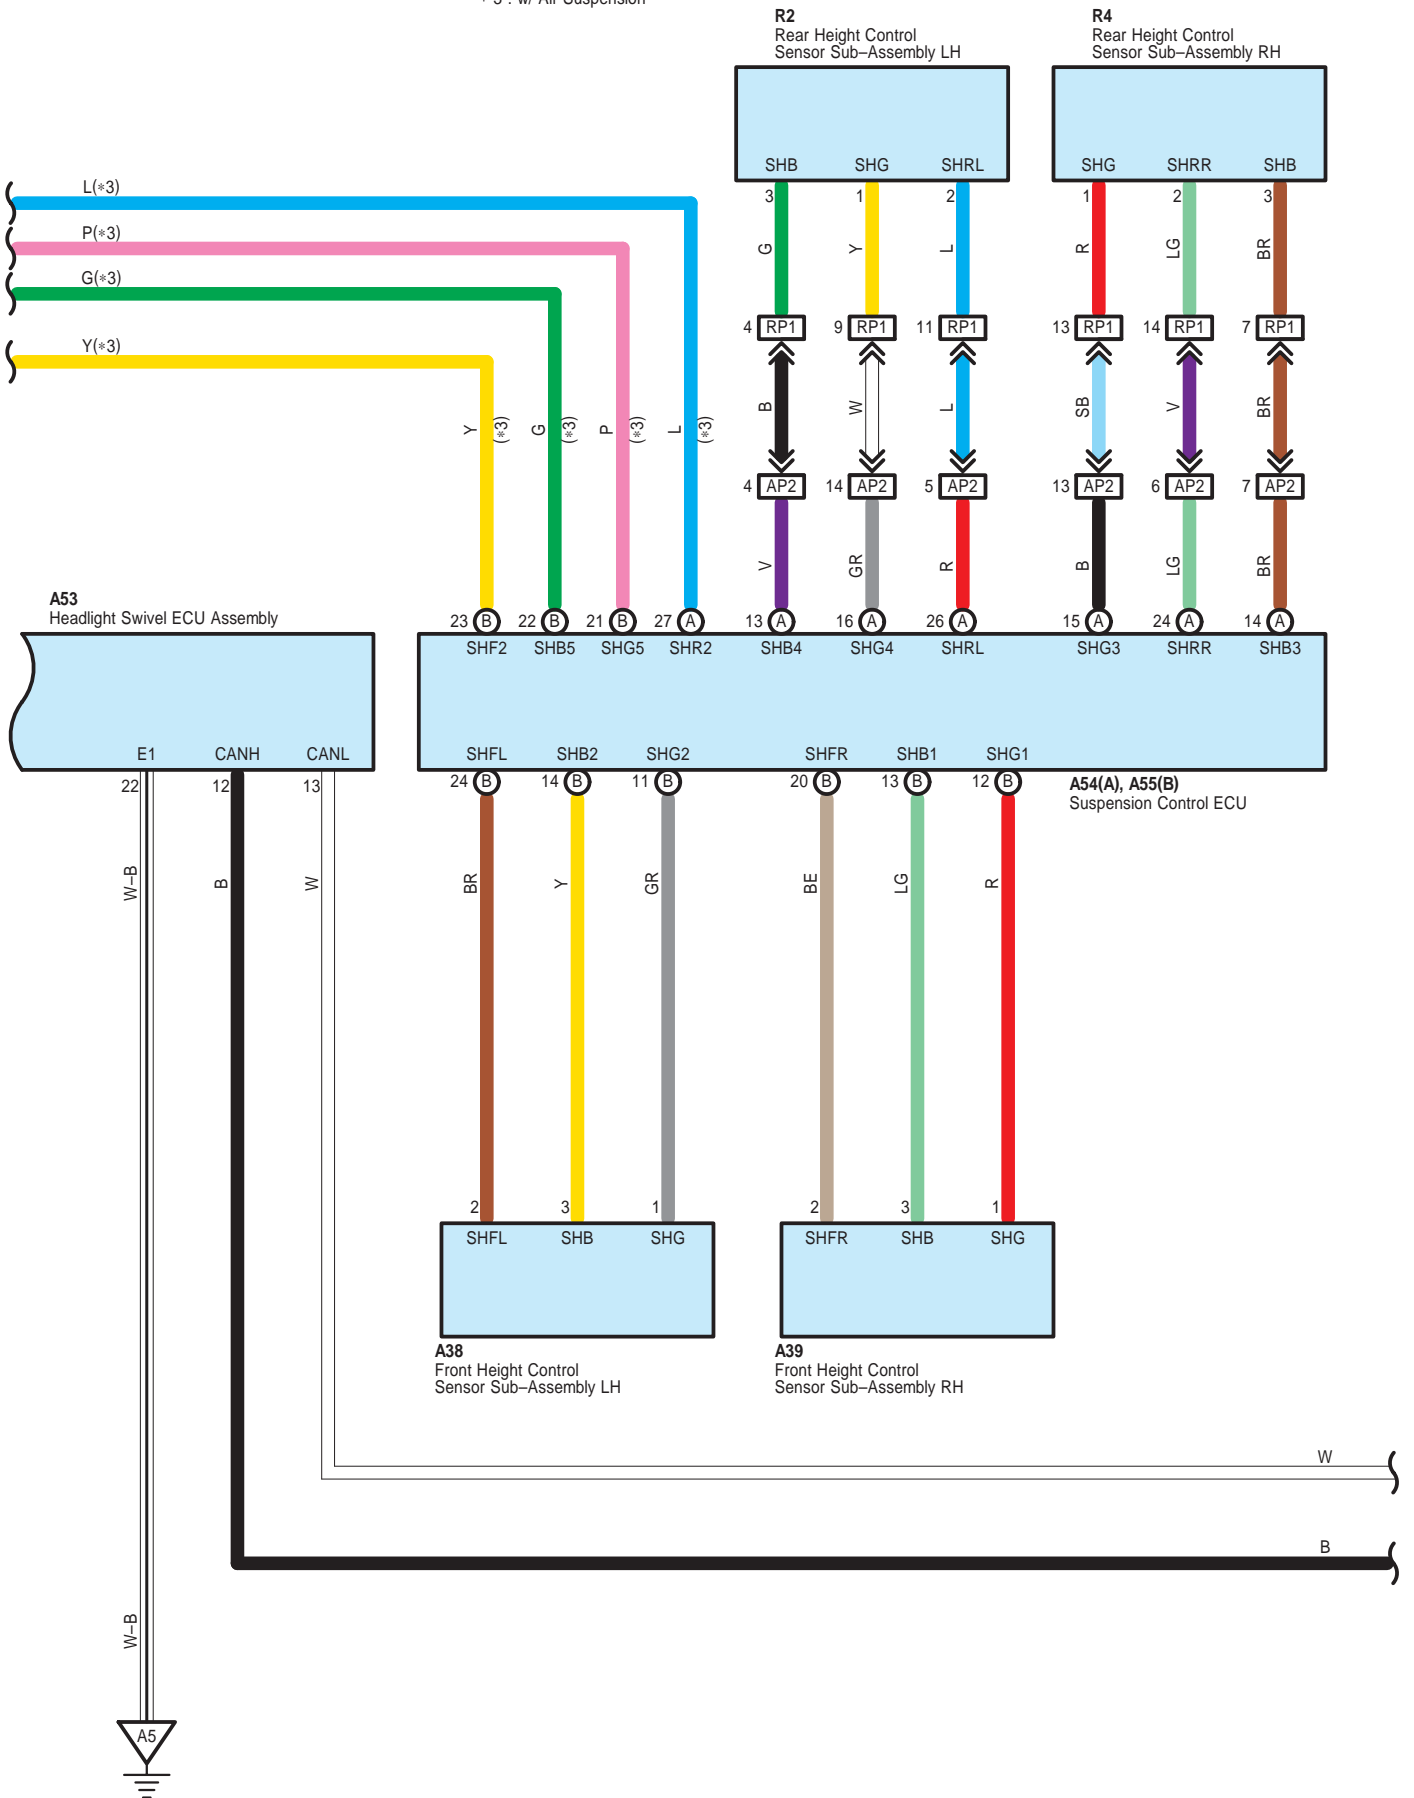 ∗3 : w/ Air Suspension
R2
Rear Height Control
Sensor Sub–Assembly LH
R4
Rear Height Control
Sensor Sub–Assembly RH
SHB SHG SHRL
SHG SHRR SHB
3 1 2 1 2 3
L(∗3)
P(∗3)
G(∗3)
Y(∗3)
G Y L R LG BR
4 RP1 9 RP1 11 RP1 13 RP1 14 RP1 7 RP1
B W L SB V BR
Y (∗3) G (∗3) P (∗3) L (∗3)
4 AP2 14 AP2 5 AP2 13 AP2 6 AP2 7 AP2
V GR R B LG BR
A53
Headlight Swivel ECU Assembly
23 B 22 B 21 B 27 A 13 A 16 A 26 A 15 A 24 A 14 A
SHF2 SHB5 SHG5 SHR2 SHB4 SHG4 SHRL SHG3 SHRR SHB3
E1 CANH CANL
SHFL SHB2 SHG2 SHFR SHB1 SHG1
22 12 13
24 B 14 B 11 B 20 B 13 B 12 B
A54(A), A55(B)
Suspension Control ECU
W–B B W BR Y GR BE LG R
2 3 1 2 3 1
SHFL SHB SHG
SHFR SHB SHG
A38
Front Height Control
Sensor Sub–Assembly LH
A39
Front Height Control
Sensor Sub–Assembly RH
W
B
W–B
A5